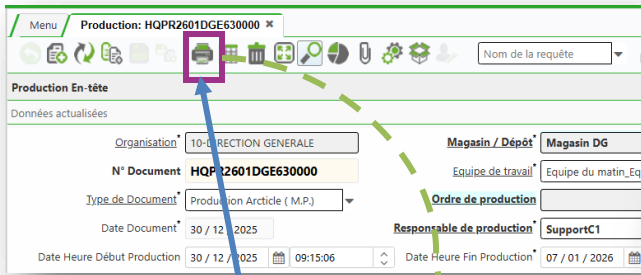 Menu
Production: HQPR2601DGE630000
Nom de la requête
Production En-tête
Données actualisées
Organisation* 10-DIRECTION GENERALE Magasin / Dépôt* Magasin DG
N° Document HQPR2601DGE630000 Equipe de travail* Equipe du matin_Eq
Type de Document* Production Arcticle ( M.P.) Ordre de production
Date Document* 30 / 12 / 2025 Responsable de production* SupportC1
Date Heure Début Production 30 / 12 / 2025 09:15:06 Date Heure Fin Production* 07 / 01 / 2026